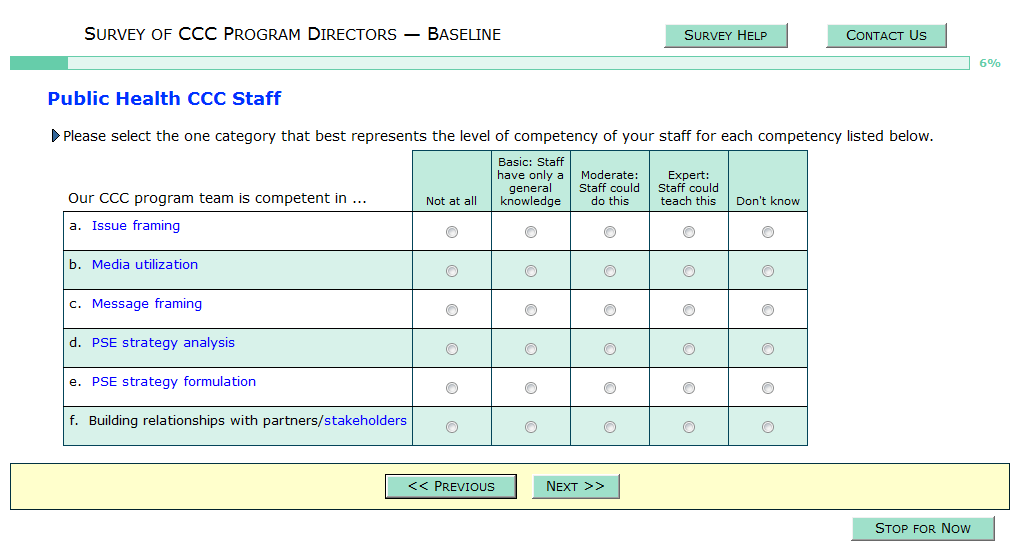 SURVEY OF CCC PROGRAM DIRECTORS — BASELINE
SURVEY HELP
CONTACT US
6%
Public Health CCC Staff
Please select the one category that best represents the level of competency of your staff for each competency listed below.
Our CCC program team is competent in ...
Not at all
Basic: Staff
have only a
general
knowledge
Moderate:
Staff could
do this
Expert:
Staff could
teach this
Don't know
a. Issue framing
b. Media utilization
c. Message framing
d. PSE strategy analysis
e. PSE strategy formulation
f. Building relationships with partners/stakeholders
<< PREVIOUS
NEXT >>
STOP FOR NOW